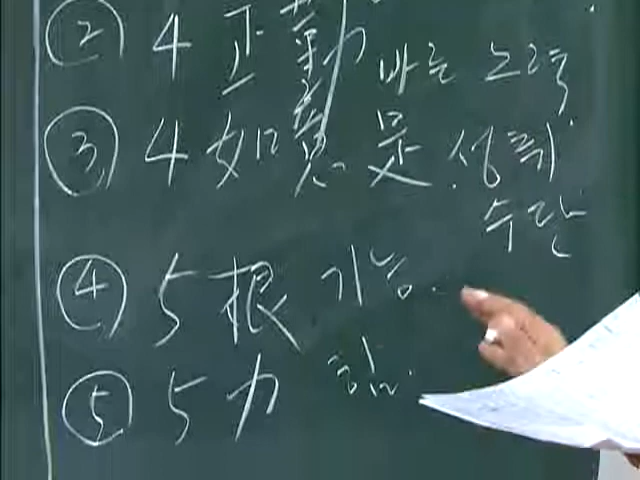 ② 4 正勤 바른 노력
③ 4 如意足 성취
수단
④ 5 根 기능.
⑤ 5 力 힘.